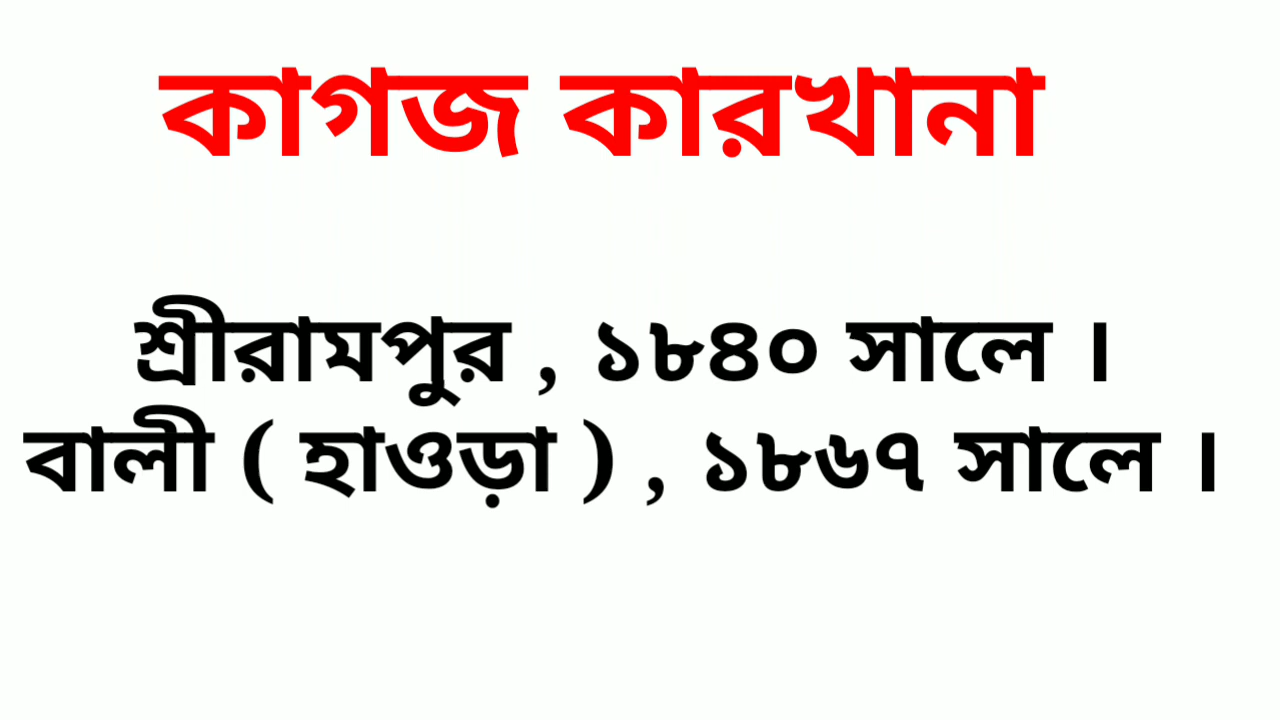 কাগজ কারখানা
শ্রীরামপুর , ১৮৪০ সালে ।
বালী ( হাওড়া ) , ১৮৬৭ সালে ।